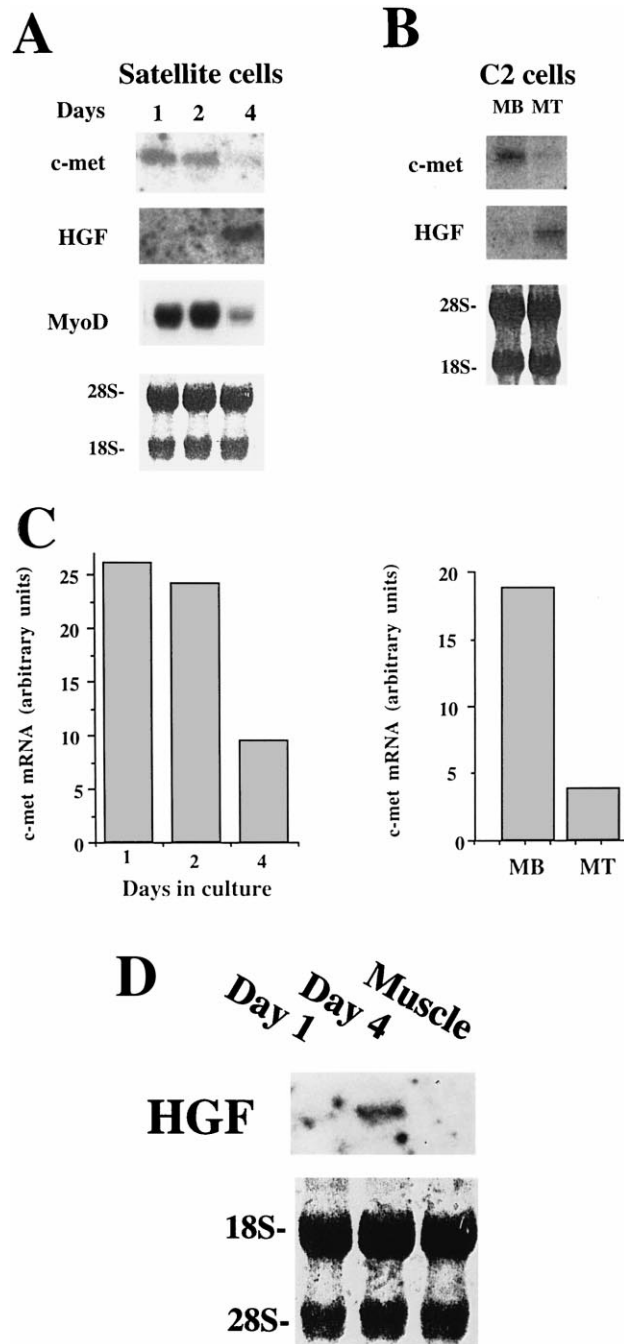 A
Satellite cells
Days 1 2 4
c-met
HGF
MyoD
28S-
18S-
B
C2 cells
MB MT
c-met
HGF
28S-
18S-
C
c-met mRNA (arbitrary units)
25
20
15
10
5
0
1 2 4
Days in culture
c-met mRNA (arbitrary units)
20
15
10
5
0
MB MT
D
Day 1 Day 4 Muscle
HGF
18S-
28S-